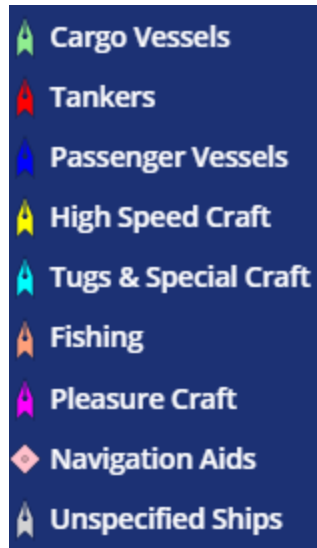 Cargo Vessels
Tankers
Passenger Vessels
High Speed Craft
Tugs & Special Craft
Fishing
Pleasure Craft
Navigation Aids
Unspecified Ships